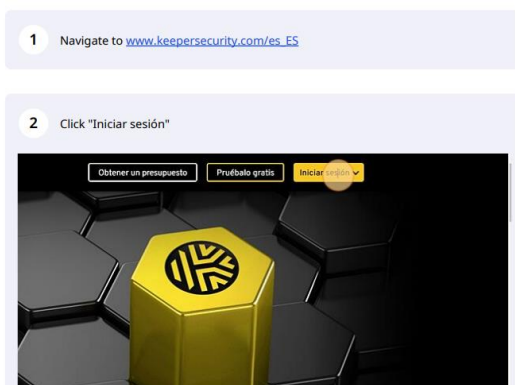 1 Navigate to www.keepersecurity.com/es_ES
2 Click "Iniciar sesión"
Obtener un presupuesto Pruébalo gratis Iniciar sesión